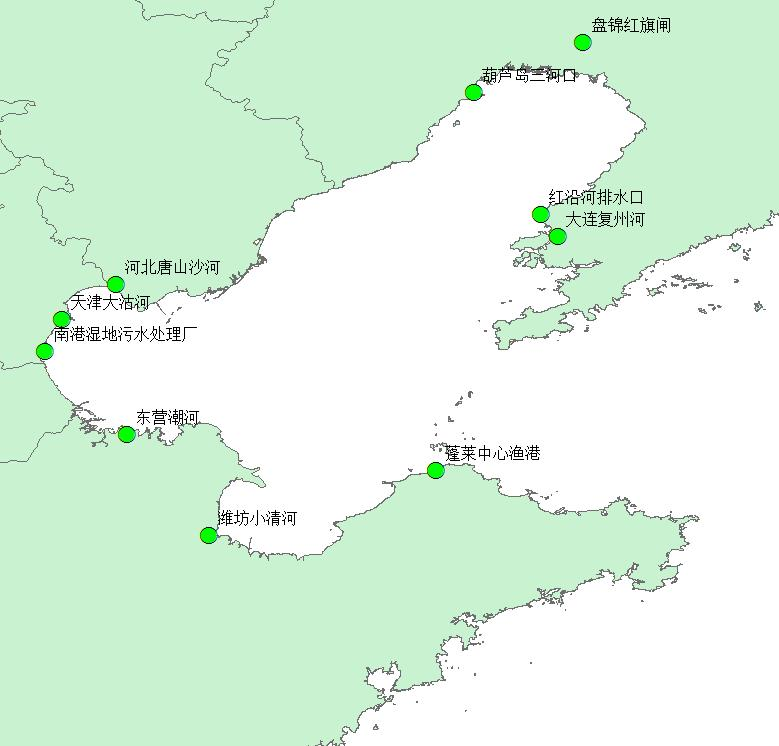 盘锦红旗闸
葫芦岛三河口
红沿河排水口
大连复州河
河北唐山沙河
天津大沽河
南港湿地污水处理厂
东营潮河
蓬莱中心渔港
潍坊小清河